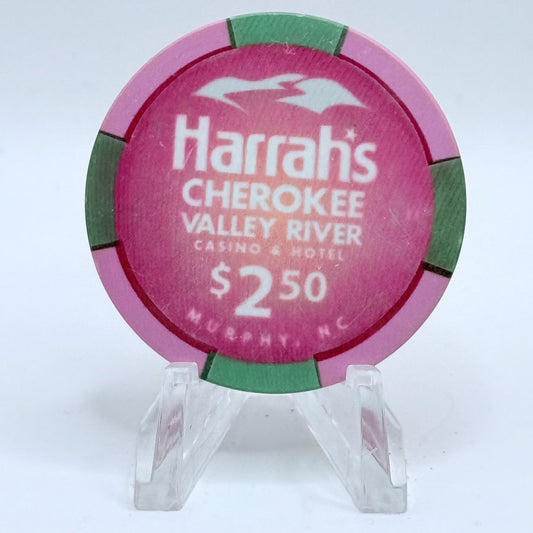 Harrah's
CHEROKEE
VALLEY RIVER
CASINO & HOTEL
$2 50
MURPHY, NC